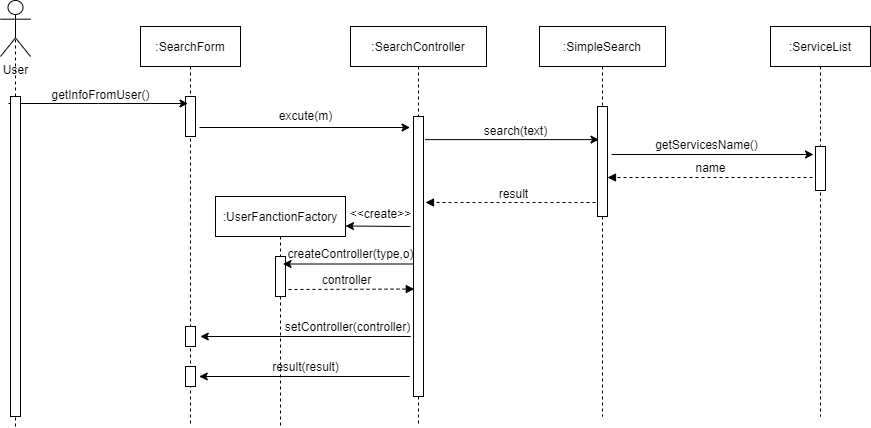 :SearchForm
:SearchController
:SimpleSearch
:ServiceList
User
getInfoFromUser()
excute(m)
search(text)
getServicesName()
name
result
:UserFanctionFactory
<<create>>
createController(type,o)
controller
setController(controller)
result(result)